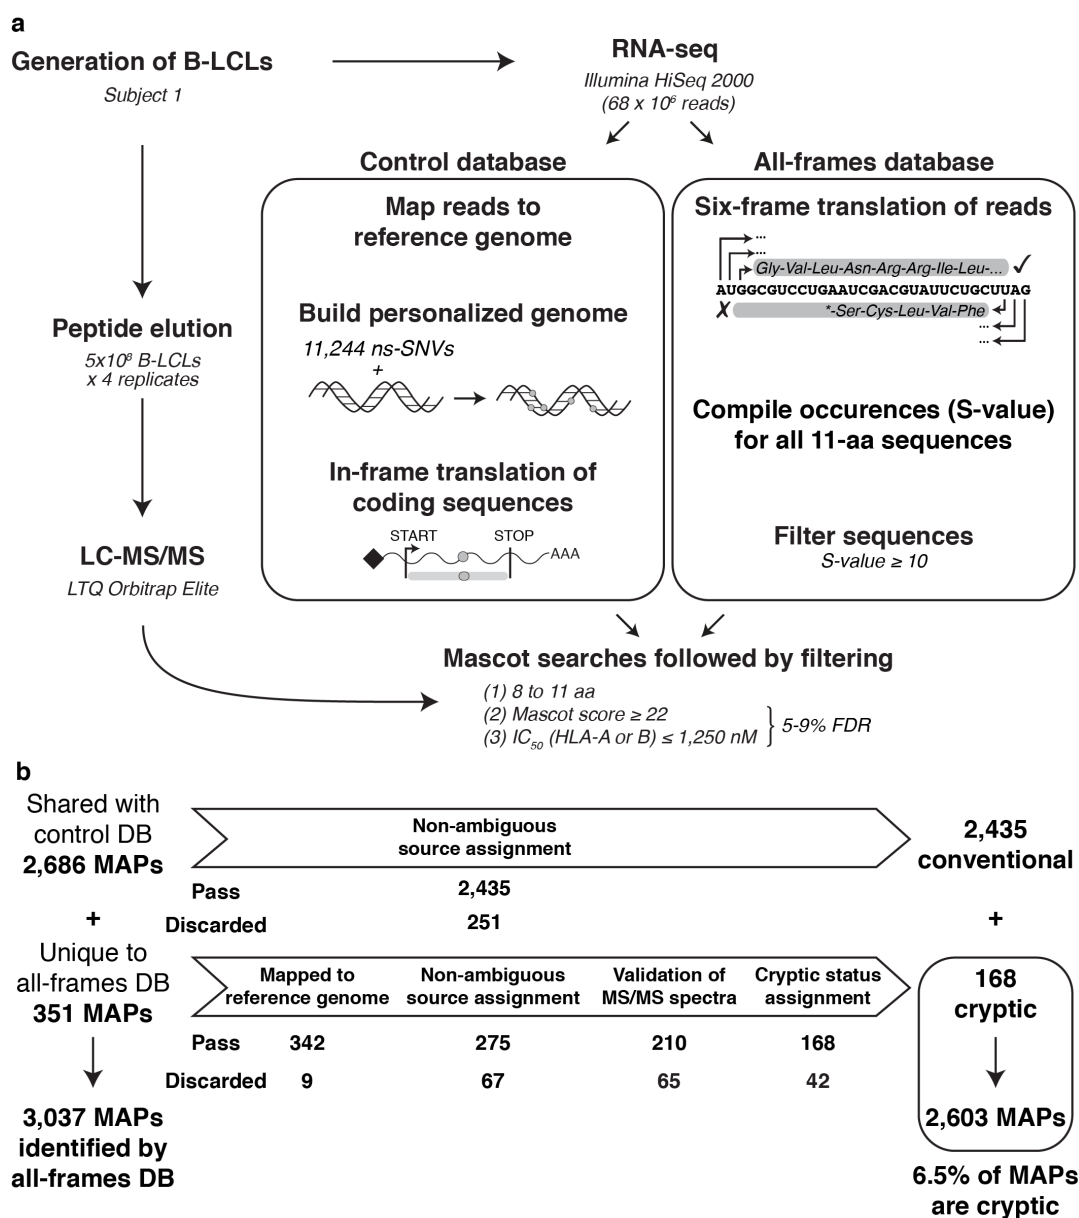 a
Generation of B-LCLs
Subject 1
RNA-seq
Illumina HiSeq 2000
(68 x 10⁶ reads)
Control database
Map reads to
reference genome
Build personalized genome
11,244 ns-SNVs
+
In-frame translation of
coding sequences
START STOP
AAA
All-frames database
Six-frame translation of reads
...
...
Gly-Val-Leu-Asn-Arg-Arg-Ile-Leu-... ✓
AUGGCGUCCUGAAUCGACGUAUUCUGCUUAG
✗ *-Ser-Cys-Leu-Val-Phe
...
...
Compile occurences (S-value)
for all 11-aa sequences
Filter sequences
S-value ≥ 10
Peptide elution
5x10⁸ B-LCLs
x 4 replicates
LC-MS/MS
LTQ Orbitrap Elite
Mascot searches followed by filtering
(1) 8 to 11 aa
(2) Mascot score ≥ 22
(3) IC₅₀ (HLA-A or B) ≤ 1,250 nM
} 5-9% FDR
b
Shared with
control DB
2,686 MAPs
Non-ambiguous
source assignment
Pass 2,435
Discarded 251
2,435
conventional
+
+
Unique to
all-frames DB
351 MAPs
Mapped to
reference genome
Non-ambiguous
source assignment
Validation of
MS/MS spectra
Cryptic status
assignment
Pass 342 275 210 168
Discarded 9 67 65 42
168
cryptic
3,037 MAPs
identified by
all-frames DB
2,603 MAPs
6.5% of MAPs
are cryptic